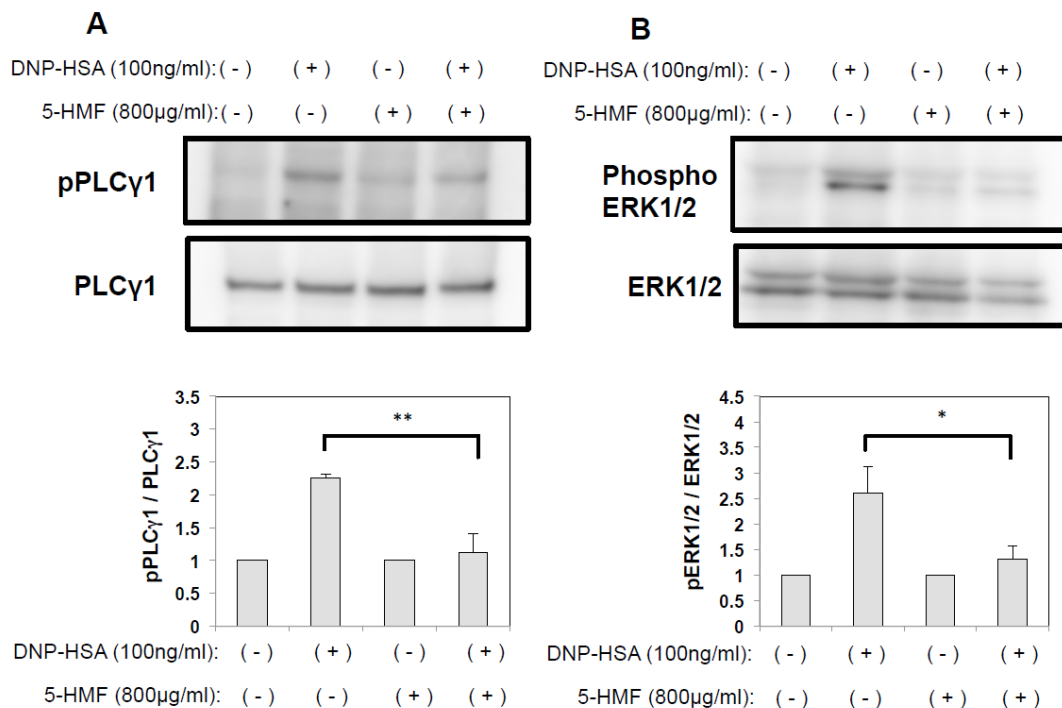 A
DNP-HSA (100ng/ml): ( - ) ( + ) ( - ) ( + )
5-HMF (800µg/ml): ( - ) ( - ) ( + ) ( + )
pPLCγ1
PLCγ1
pPLCγ1 / PLCγ1
3.5
3
2.5
2
1.5
1
0.5
0
**
DNP-HSA (100ng/ml): ( - ) ( + ) ( - ) ( + )
5-HMF (800µg/ml): ( - ) ( - ) ( + ) ( + )
B
DNP-HSA (100ng/ml): ( - ) ( + ) ( - ) ( + )
5-HMF (800µg/ml): ( - ) ( - ) ( + ) ( + )
Phospho
ERK1/2
ERK1/2
pERK1/2 / ERK1/2
4.5
4
3.5
3
2.5
2
1.5
1
0.5
0
*
DNP-HSA (100ng/ml): ( - ) ( + ) ( - ) ( + )
5-HMF (800µg/ml): ( - ) ( - ) ( + ) ( + )